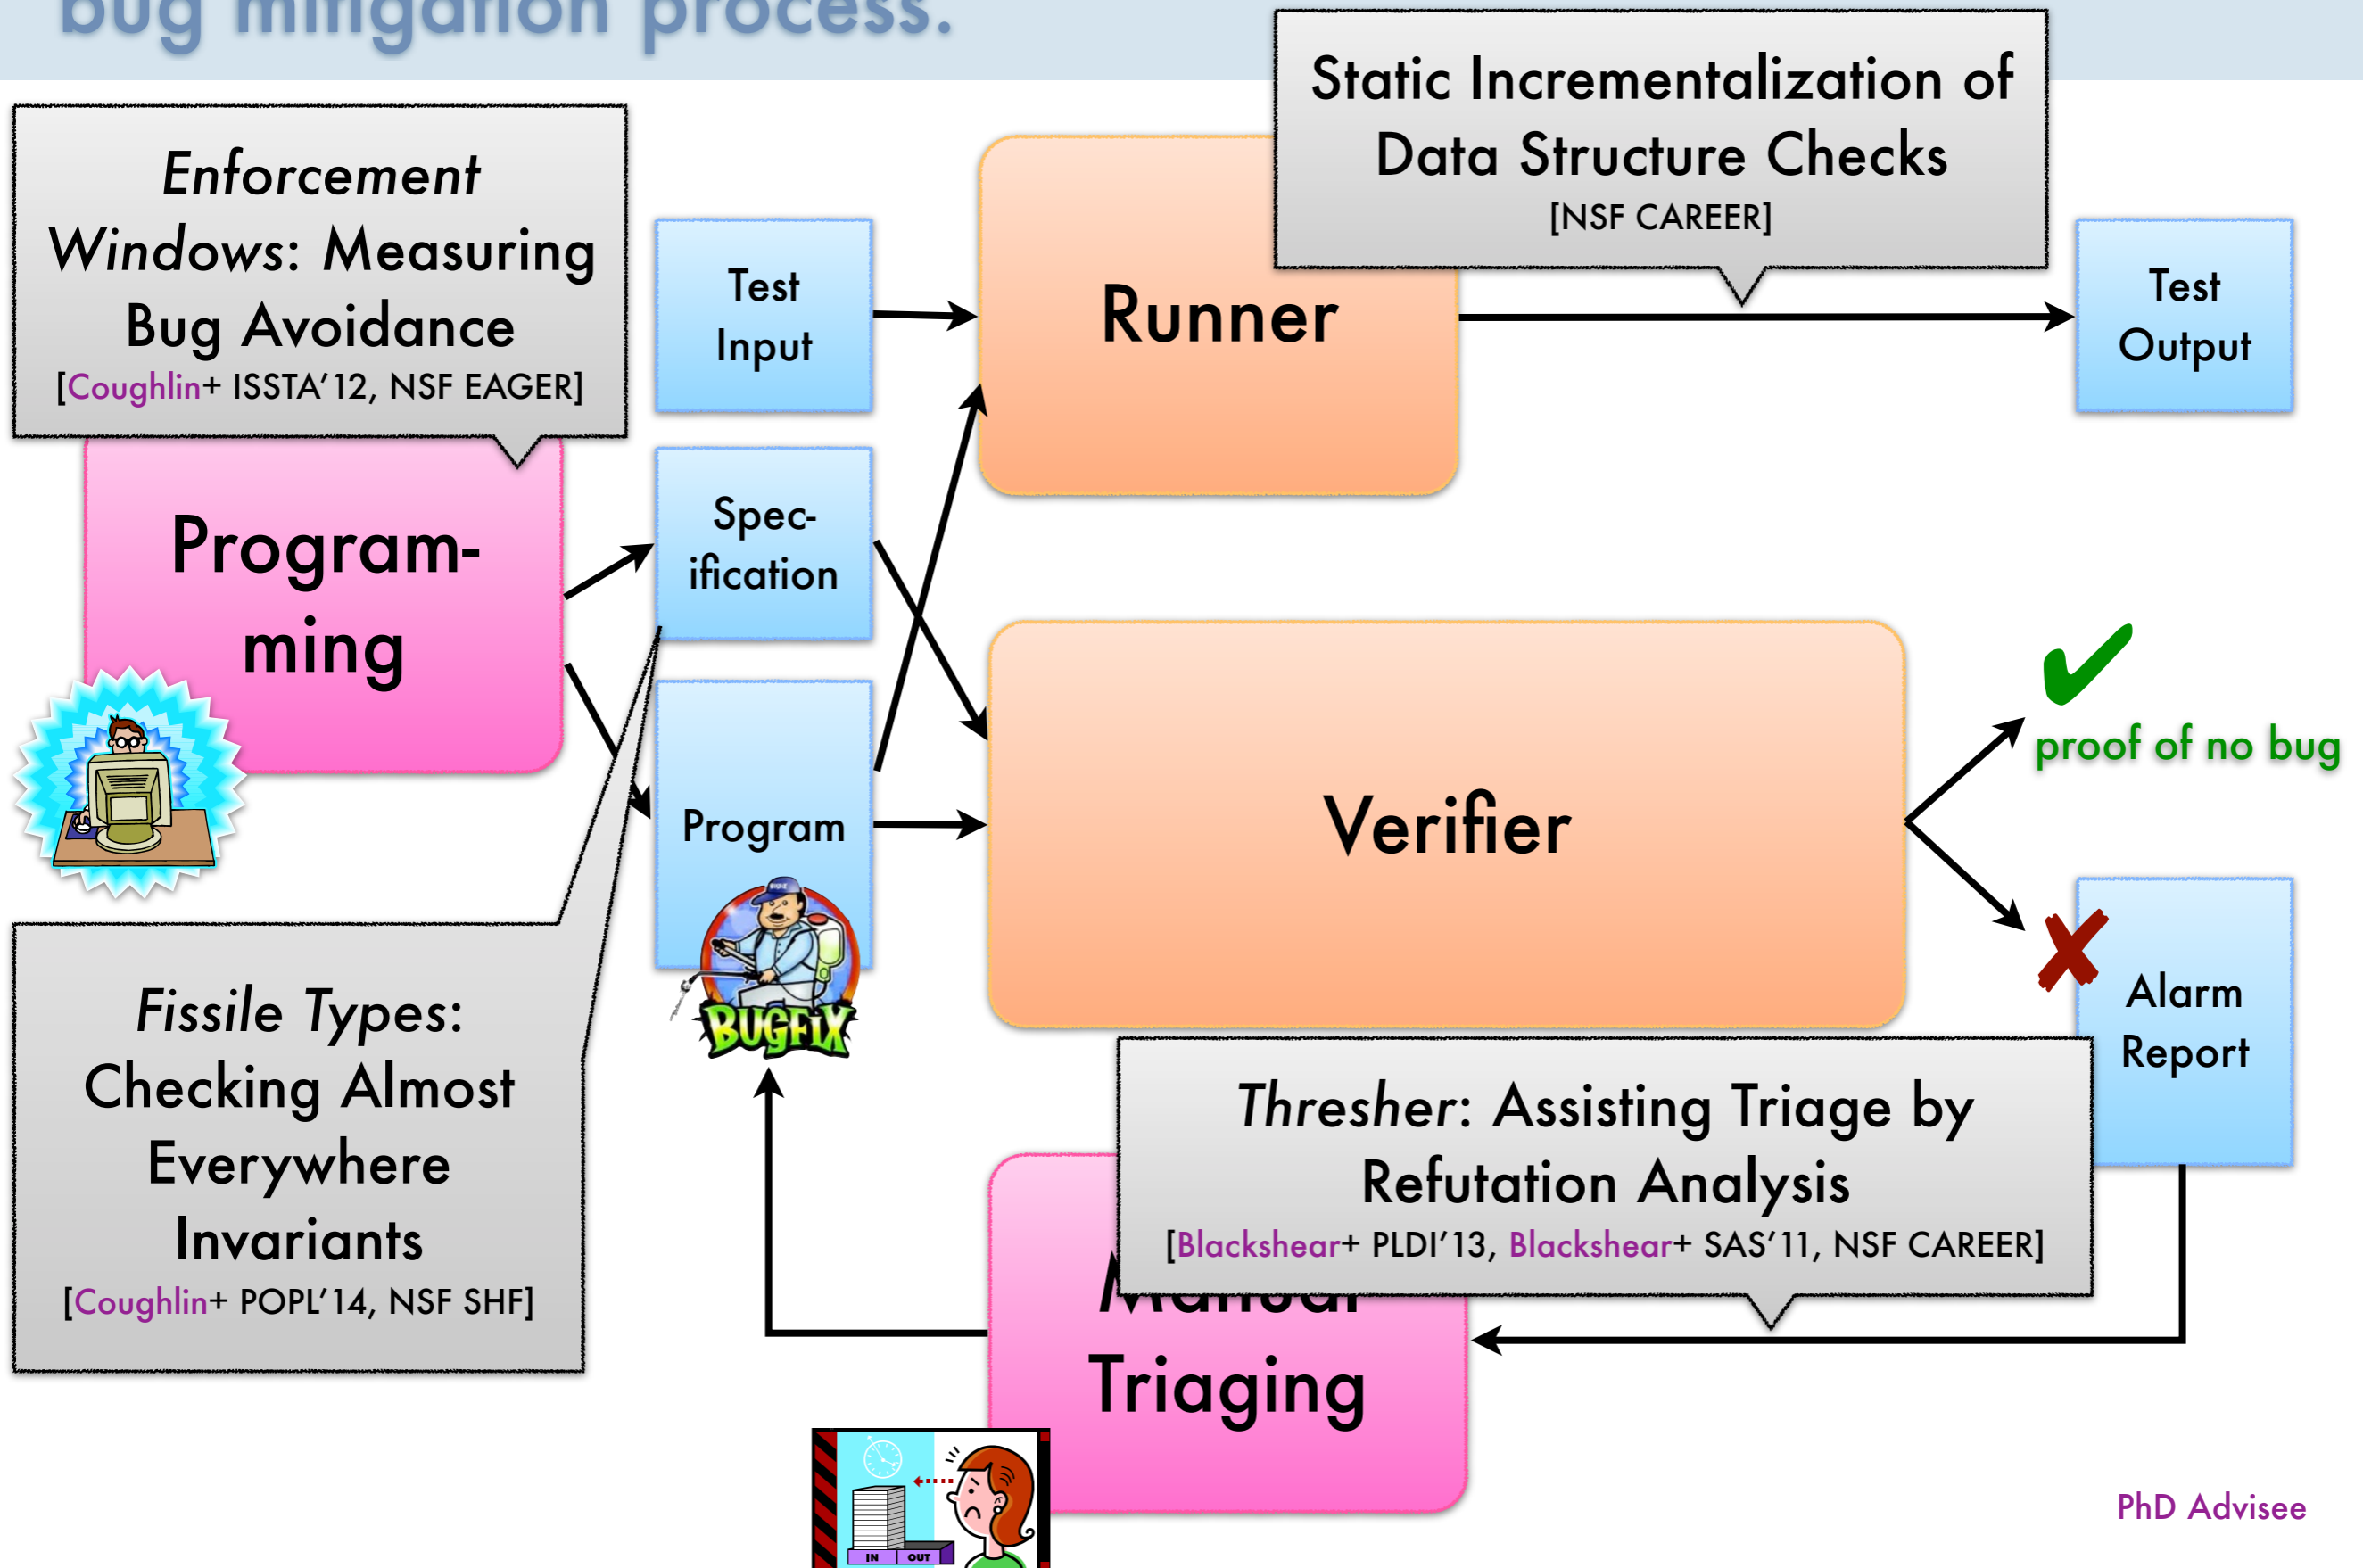 bug mitigation process.
Static Incrementalization of
Data Structure Checks
[NSF CAREER]
Enforcement
Windows: Measuring
Bug Avoidance
[Coughlin+ ISSTA’12, NSF EAGER]
Test
Input
Runner
Test
Output
Program-
ming
Spec-
ification
Program
BUGFIX
Verifier
✔
proof of no bug
✘
Alarm
Report
Fissile Types:
Checking Almost
Everywhere
Invariants
[Coughlin+ POPL’14, NSF SHF]
Thresher: Assisting Triage by
Refutation Analysis
[Blackshear+ PLDI’13, Blackshear+ SAS’11, NSF CAREER]
Manual
Triaging
IN OUT
PhD Advisee